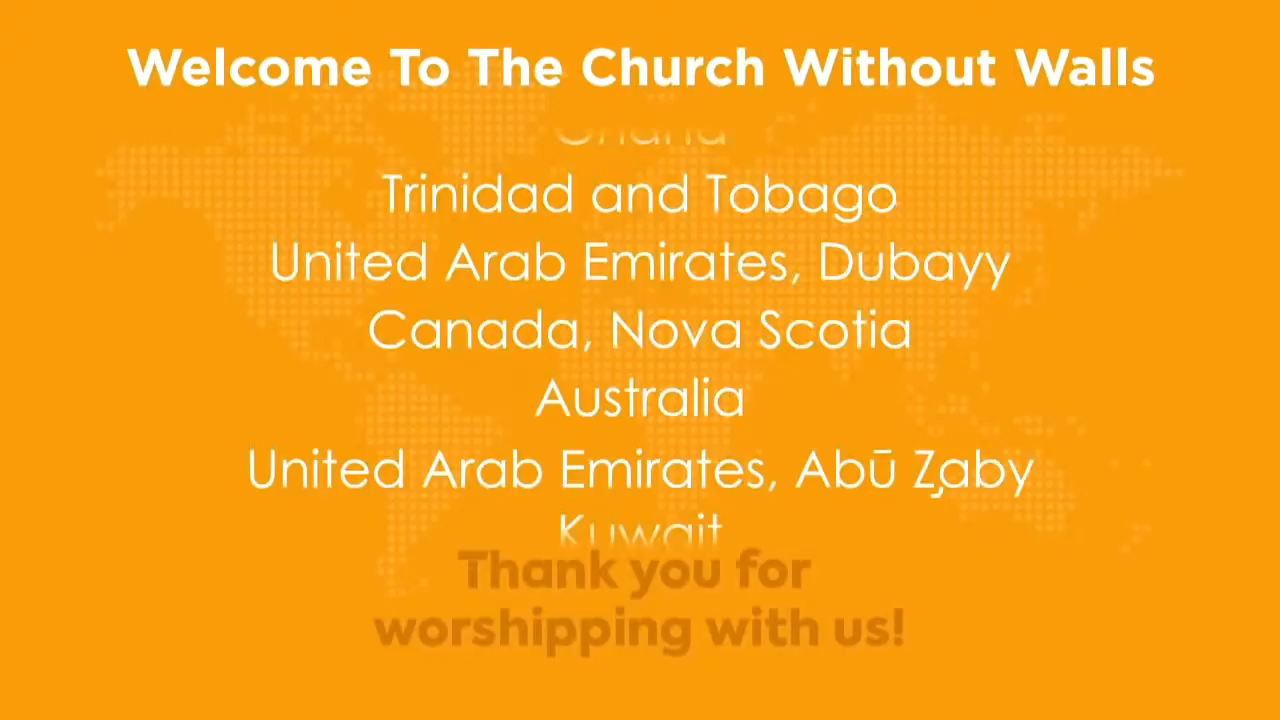 Welcome To The Church Without Walls
Ghana
Trinidad and Tobago
United Arab Emirates, Dubayy
Canada, Nova Scotia
Australia
United Arab Emirates, Abū Z̧aby
Kuwait
Thank you for
worshipping with us!